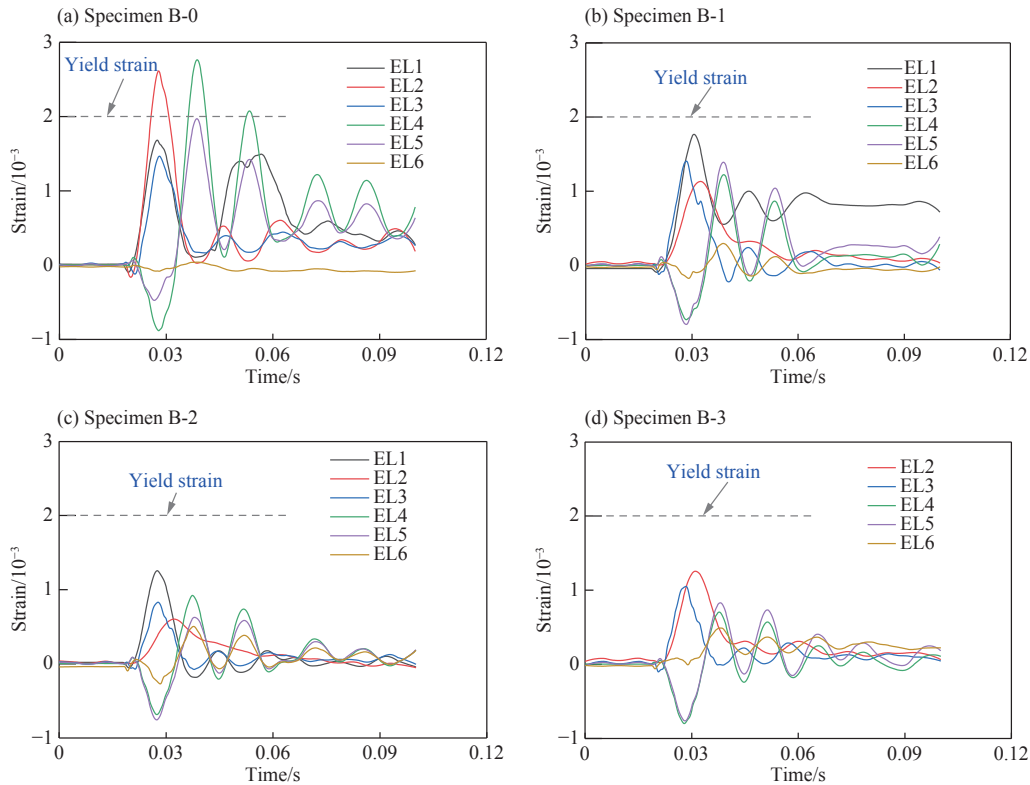 (a) Specimen B-0
3
2
1
0
−1
Strain/10⁻³
Yield strain
EL1
EL2
EL3
EL4
EL5
EL6
0
0.03
0.06
0.09
0.12
Time/s
(b) Specimen B-1
3
2
1
0
−1
Strain/10⁻³
Yield strain
EL1
EL2
EL3
EL4
EL5
EL6
0
0.03
0.06
0.09
0.12
Time/s
(c) Specimen B-2
3
2
1
0
−1
Strain/10⁻³
Yield strain
EL1
EL2
EL3
EL4
EL5
EL6
0
0.03
0.06
0.09
0.12
Time/s
(d) Specimen B-3
3
2
1
0
−1
Strain/10⁻³
Yield strain
EL2
EL3
EL4
EL5
EL6
0
0.03
0.06
0.09
0.12
Time/s